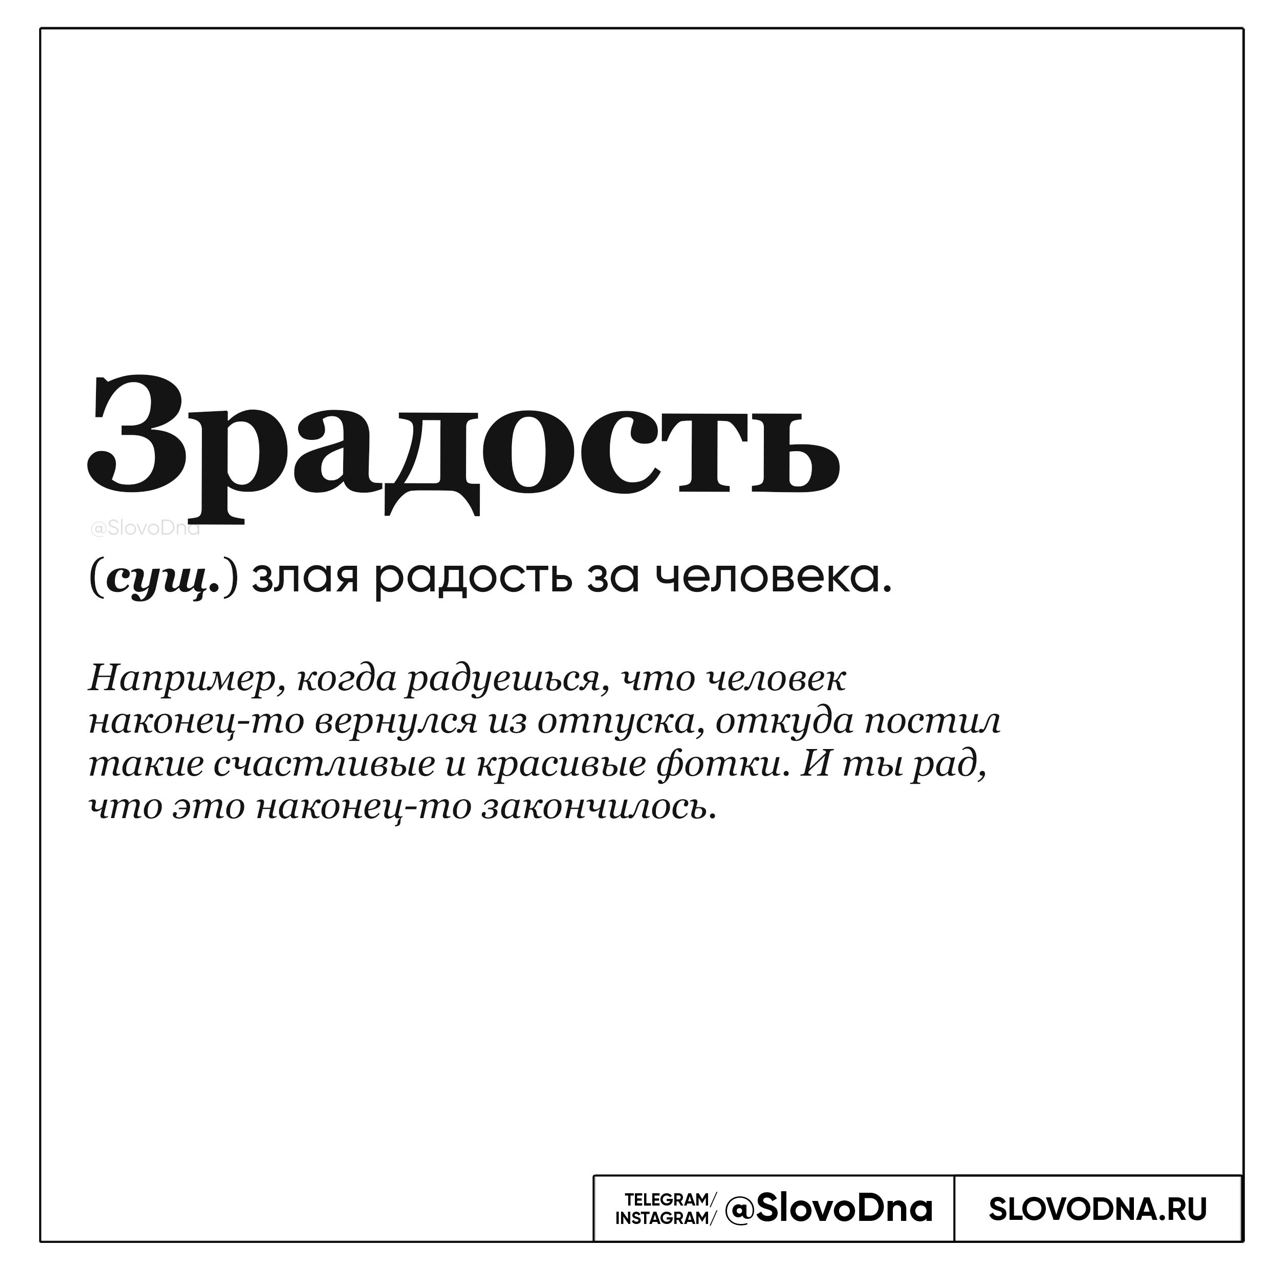 Зрадость
@SlovoDna
(сущ.) злая радость за человека.
Например, когда радуешься, что человек
наконец-то вернулся из отпуска, откуда постил
такие счастливые и красивые фотки. И ты рад,
что это наконец-то закончилось.
TELEGRAM/
INSTAGRAM/
@SlovoDna
SLOVODNA.RU